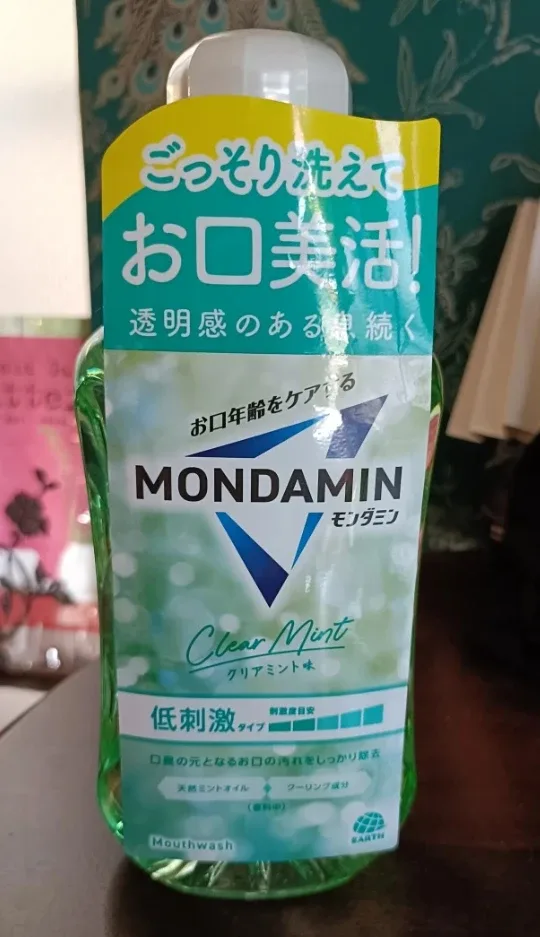 ごっそり洗えて
お口美活!
透明感のある息続く
お口年齢をケアする
MONDAMIN
モンダミン
Clear Mint
クリアミント味
低刺激タイプ 刺激度目安
口臭の元となるお口の汚れをしっかり除去
天然ミントオイル クーリング成分
(香料中)
Mouthwash
EARTH